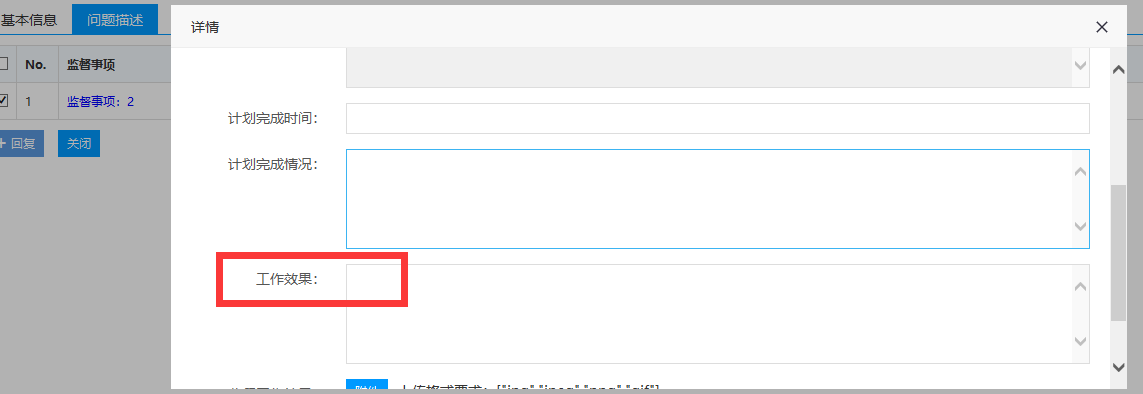 基本信息 问题描述
详情
No. 监督事项
1 监督事项：2
+ 回复 关闭
计划完成时间：
计划完成情况：
工作效果：
附件 上传格式要求：["jpg","jpeg","png","gif"]